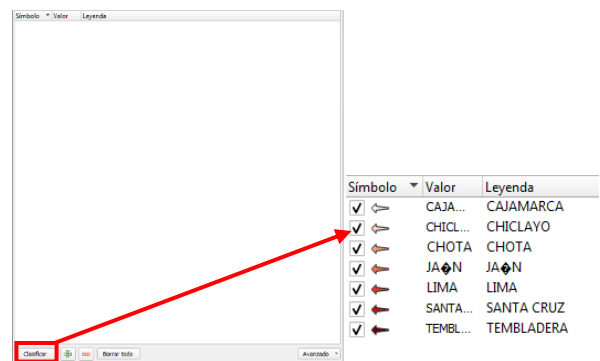 Símbolo Valor Leyenda
Símbolo Valor Leyenda
CAJA... CAJAMARCA
CHICL... CHICLAYO
CHOTA CHOTA
JA�N JA�N
LIMA LIMA
SANTA... SANTA CRUZ
TEMBL... TEMBLADERA
Clasificar Borrar todo Avanzado